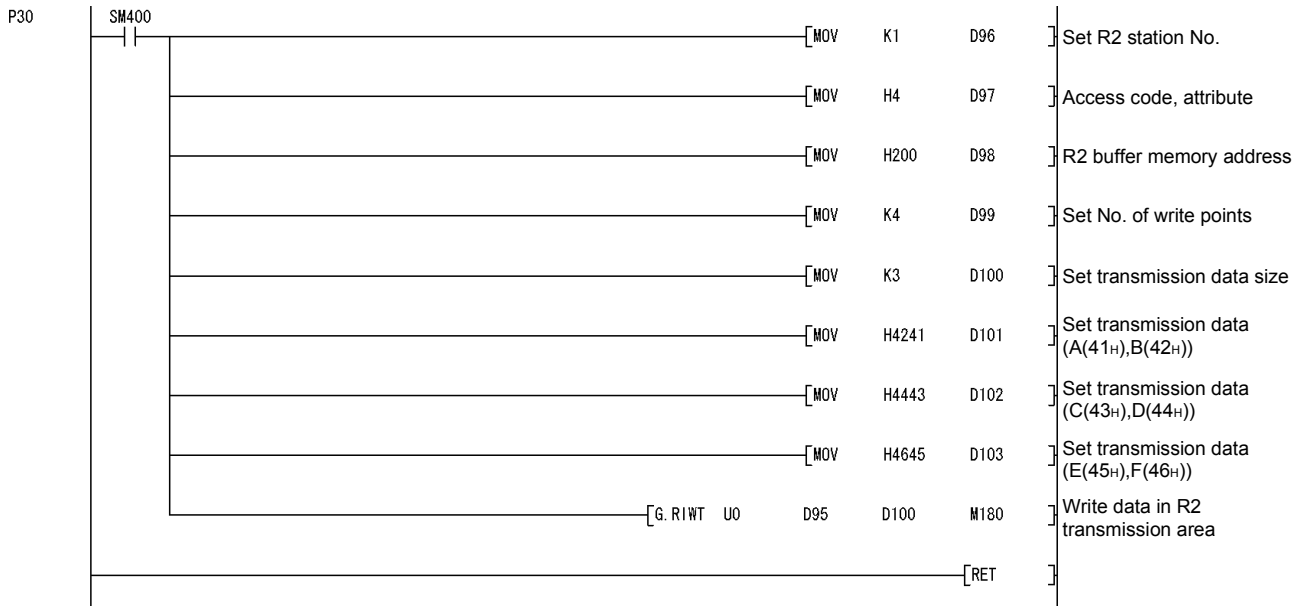 P30 SM400
[MOV K1 D96 ] Set R2 station No.
[MOV H4 D97 ] Access code, attribute
[MOV H200 D98 ] R2 buffer memory address
[MOV K4 D99 ] Set No. of write points
[MOV K3 D100 ] Set transmission data size
[MOV H4241 D101 ] Set transmission data
(A(41H),B(42H))
[MOV H4443 D102 ] Set transmission data
(C(43H),D(44H))
[MOV H4645 D103 ] Set transmission data
(E(45H),F(46H))
[G.RIWT U0 D95 D100 M180 ] Write data in R2
transmission area
[RET ]